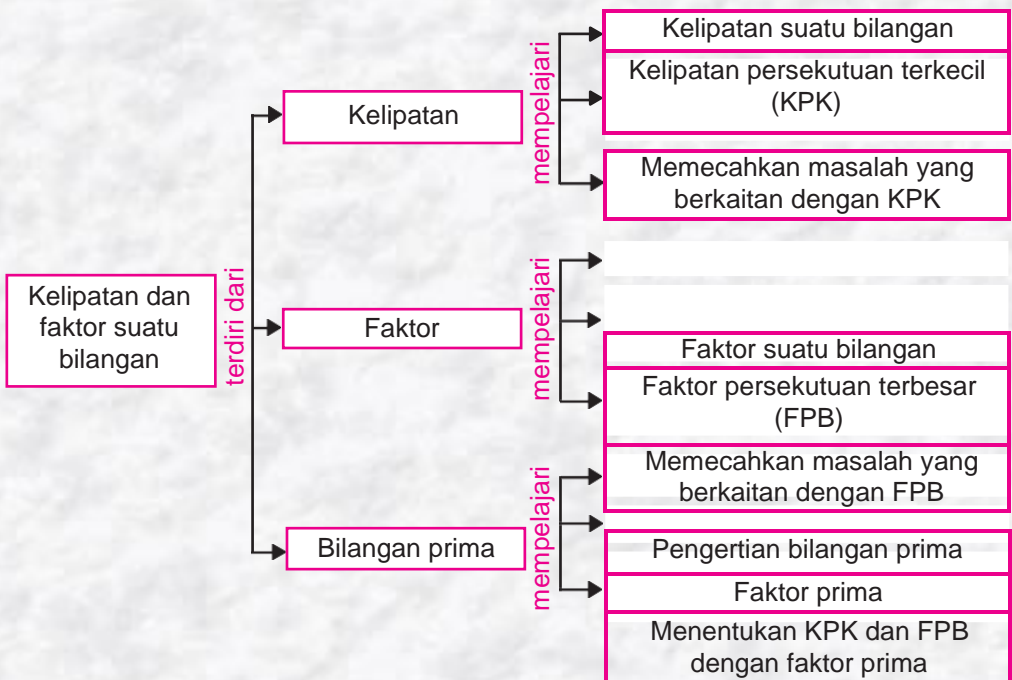 Kelipatan dan
faktor suatu
bilangan
terdiri dari
Kelipatan
mempelajari
Kelipatan suatu bilangan
Kelipatan persekutuan terkecil
(KPK)
Memecahkan masalah yang
berkaitan dengan KPK
Faktor
mempelajari
Faktor suatu bilangan
Faktor persekutuan terbesar
(FPB)
Memecahkan masalah yang
berkaitan dengan FPB
Bilangan prima
mempelajari
Pengertian bilangan prima
Faktor prima
Menentukan KPK dan FPB
dengan faktor prima